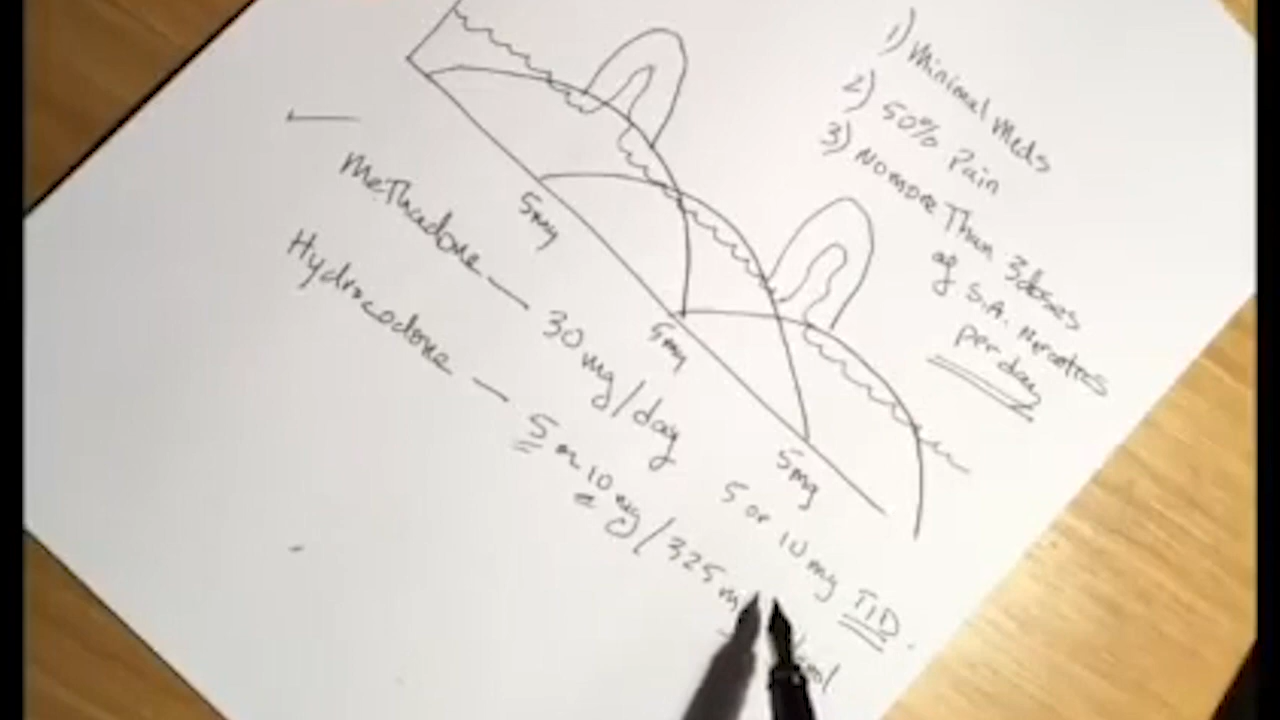 1) Minimal Meds
2) 50% Pain
3) No more Than 3 doses
of S.A. Narcotics
per day
5mg
5mg
5mg
Methadone — 30 mg/day 5 or 10 mg TID.
Hydrocodone — 5 or 10 mg/325 m